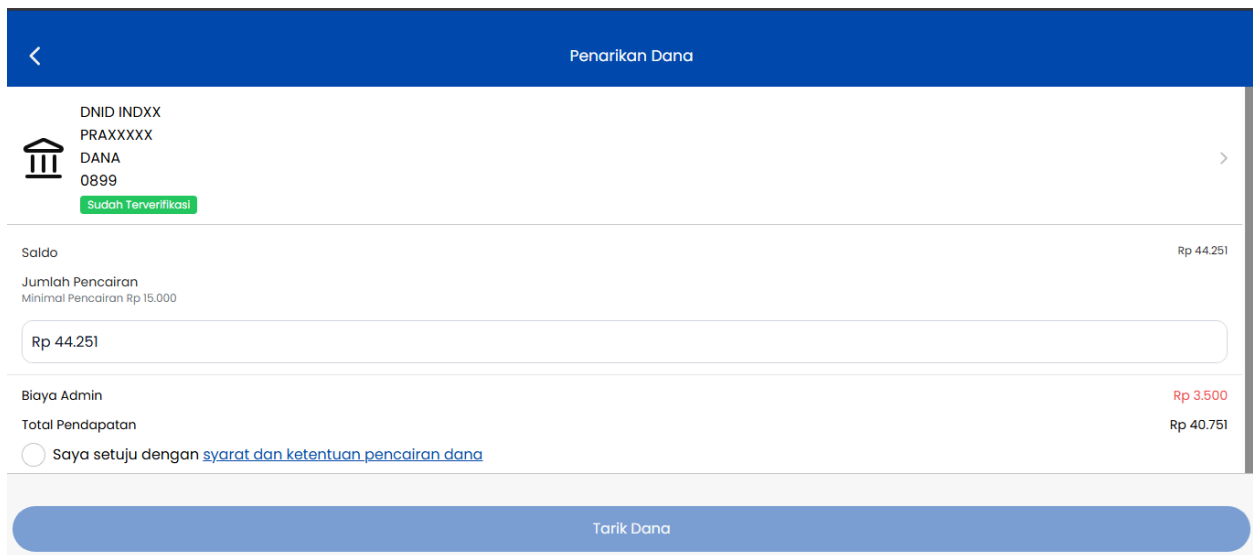 Penarikan Dana
DNID INDXX
PRAXXXXX
DANA
0899
Sudah Terverifikasi
Saldo
Rp 44.251
Jumlah Pencairan
Minimal Pencairan Rp 15.000
Rp 44.251
Biaya Admin
Rp 3.500
Total Pendapatan
Rp 40.751
Saya setuju dengan syarat dan ketentuan pencairan dana
Tarik Dana